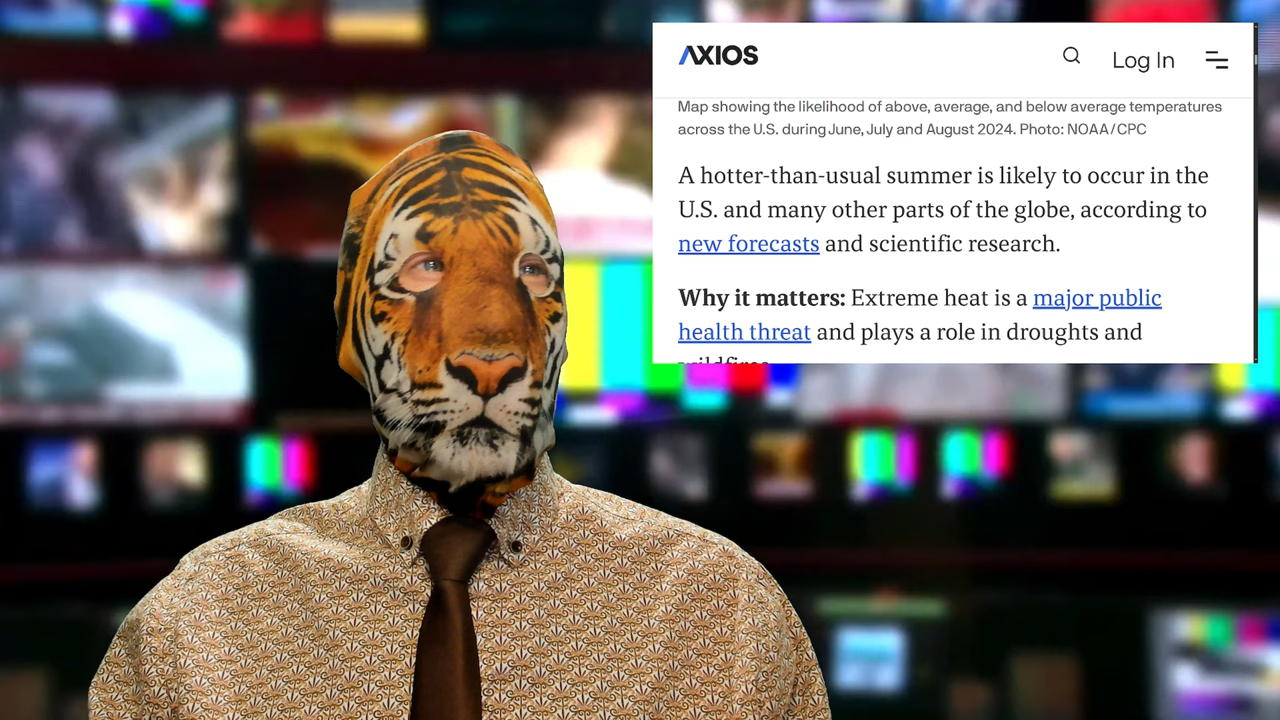 AXIOS
Log In
Map showing the likelihood of above, average, and below average temperatures
across the U.S. during June, July and August 2024. Photo: NOAA/CPC
A hotter-than-usual summer is likely to occur in the
U.S. and many other parts of the globe, according to
new forecasts and scientific research.
Why it matters: Extreme heat is a major public
health threat and plays a role in droughts and
wildfires